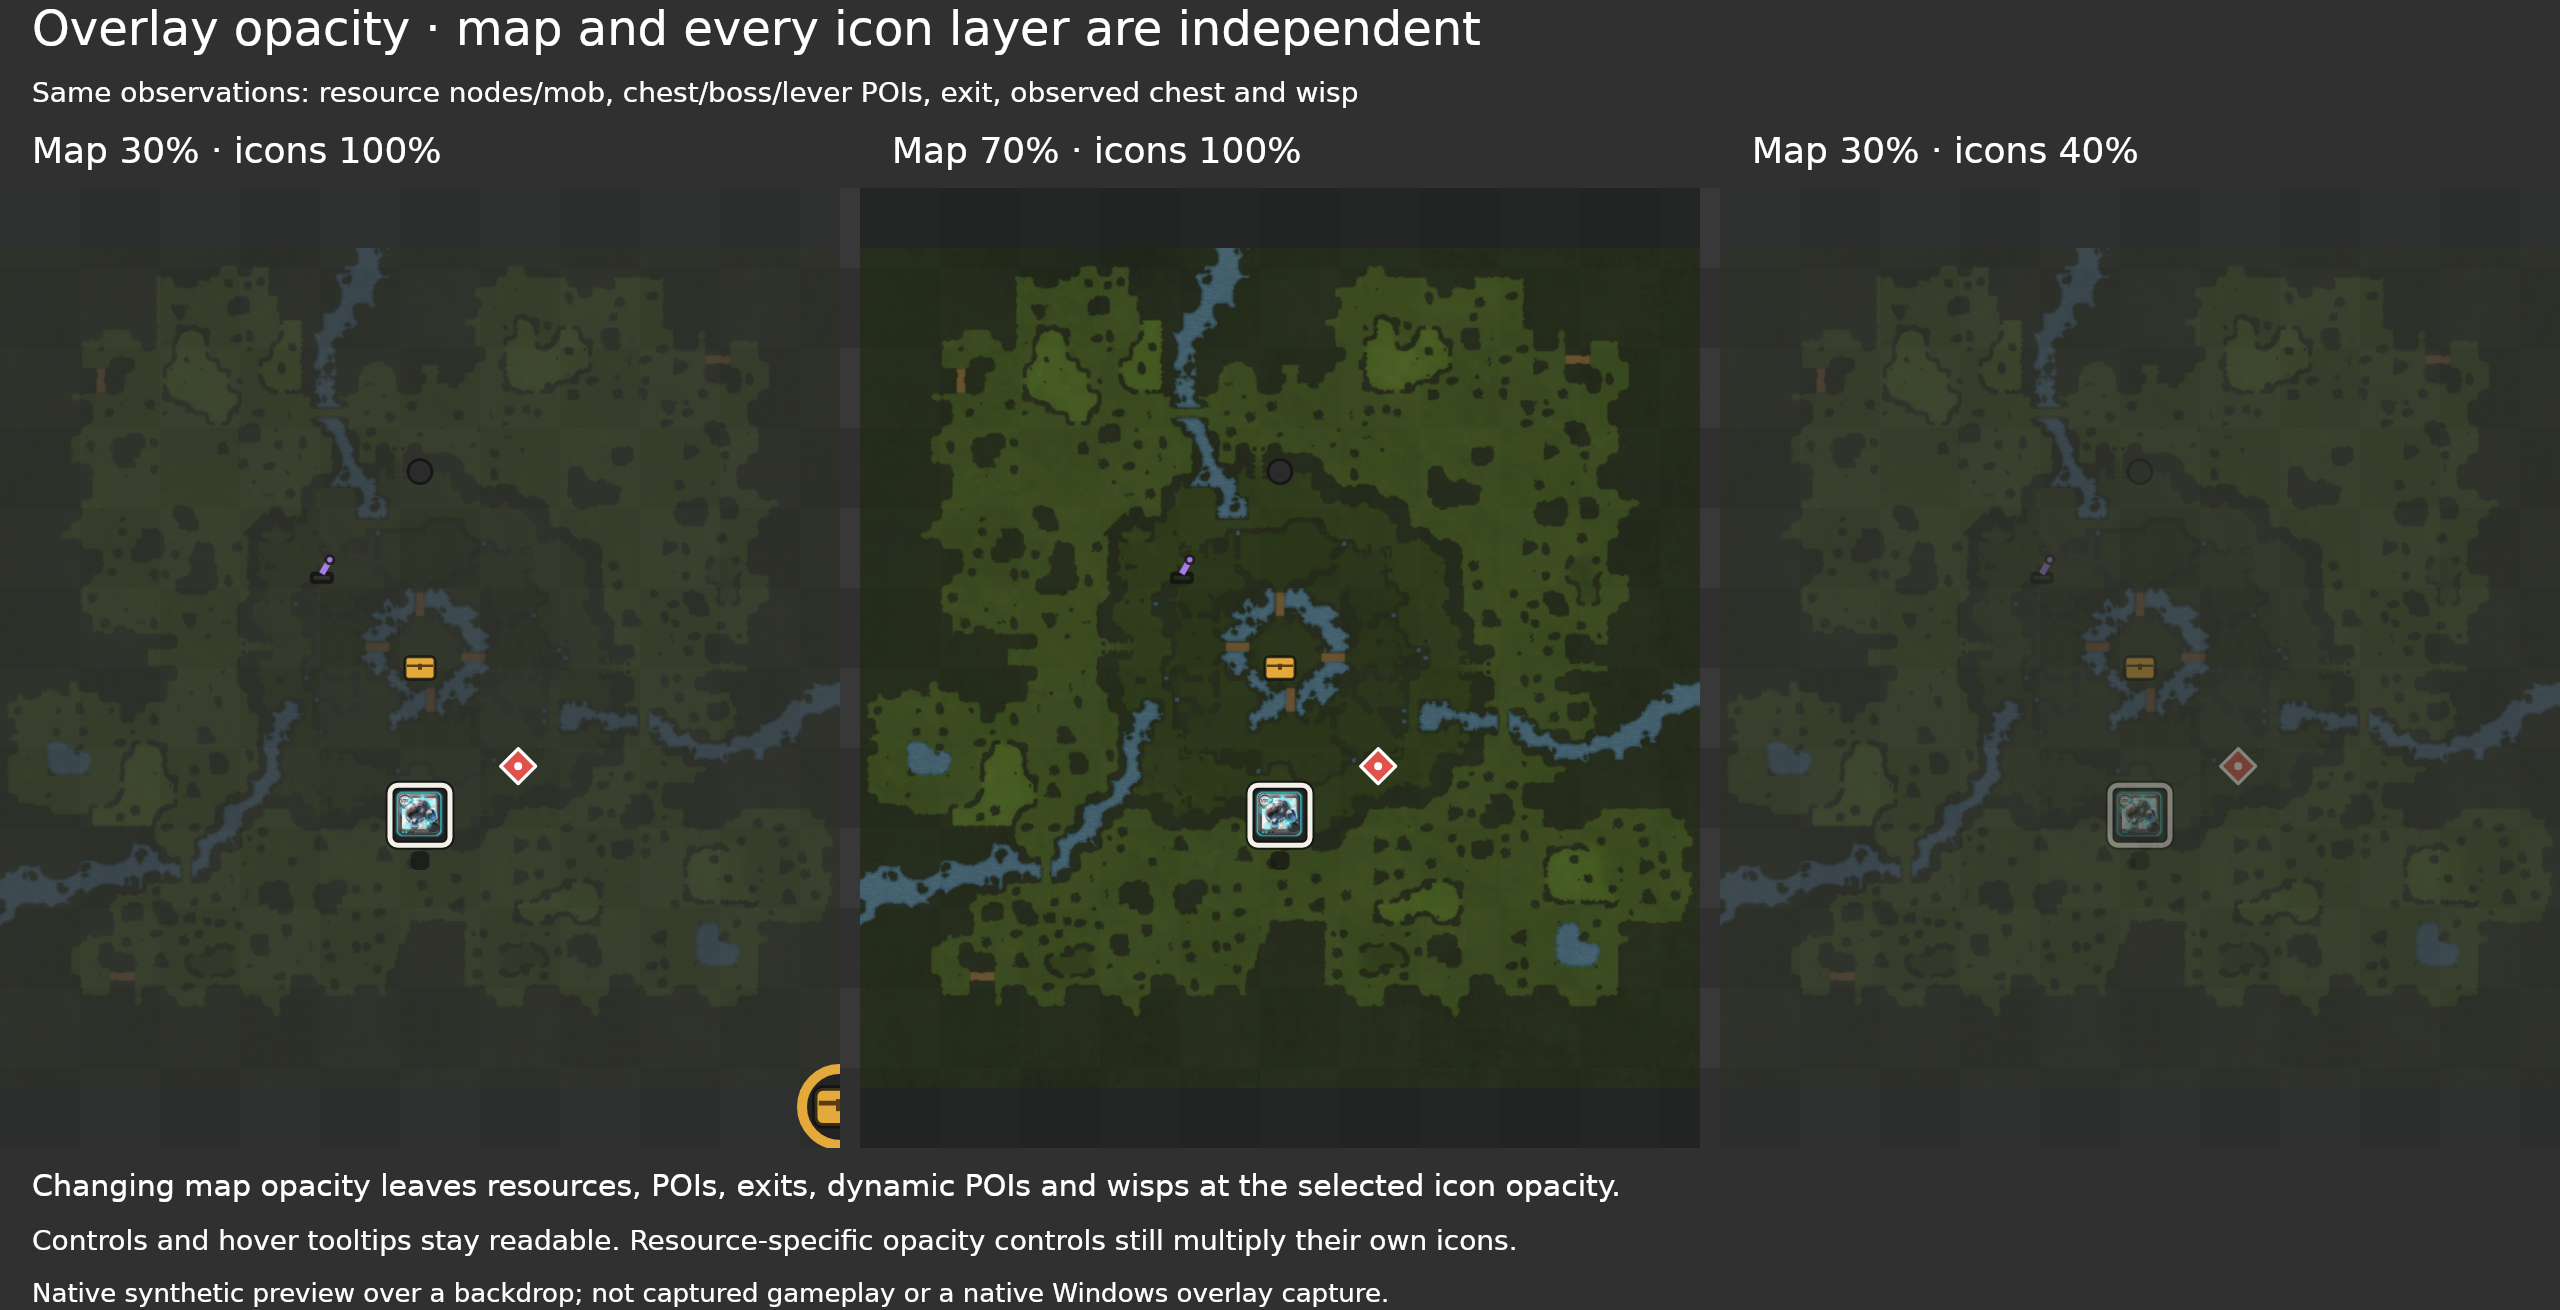 Overlay opacity · map and every icon layer are independent
Same observations: resource nodes/mob, chest/boss/lever POIs, exit, observed chest and wisp
Map 30% · icons 100%
Map 70% · icons 100%
Map 30% · icons 40%
Changing map opacity leaves resources, POIs, exits, dynamic POIs and wisps at the selected icon opacity.
Controls and hover tooltips stay readable. Resource-specific opacity controls still multiply their own icons.
Native synthetic preview over a backdrop; not captured gameplay or a native Windows overlay capture.